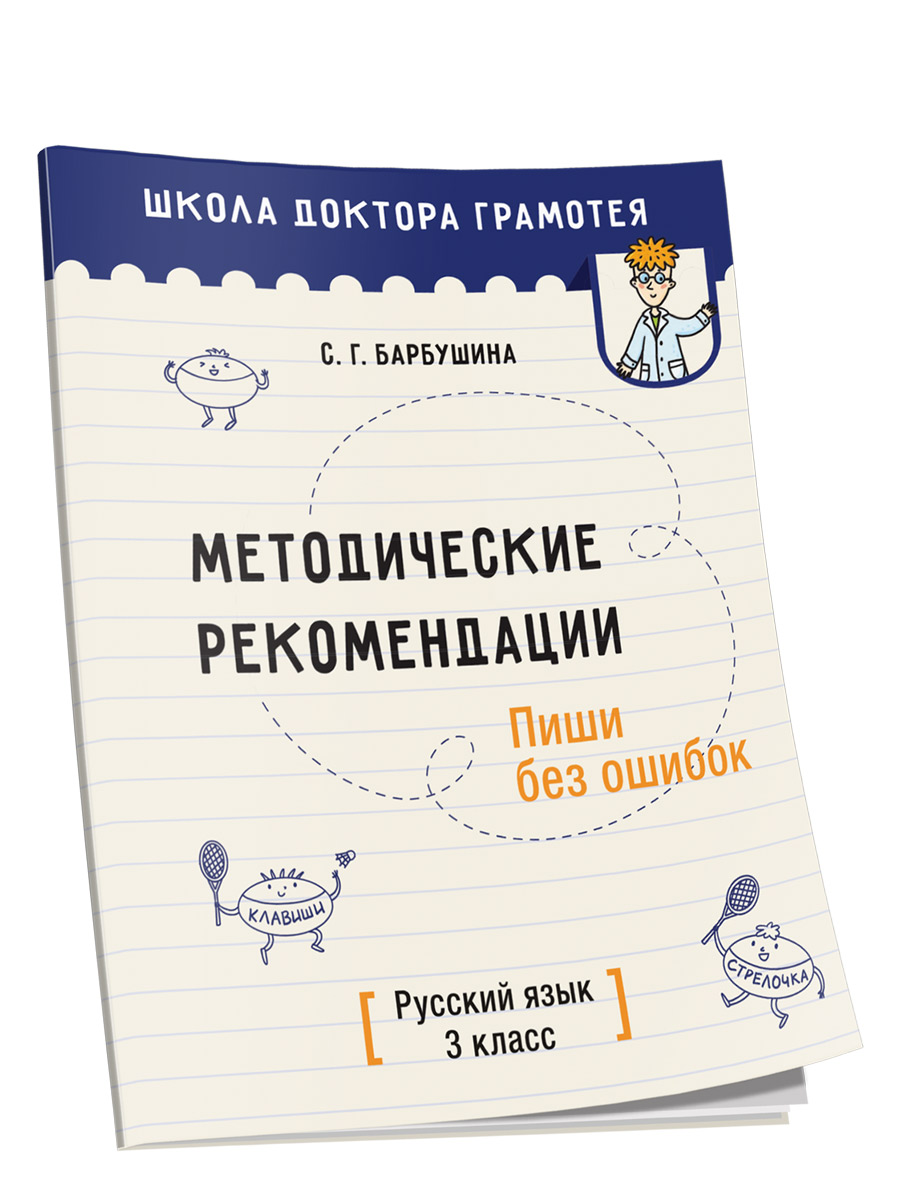 ШКОЛА ДОКТОРА ГРАМОТЕЯ
С. Г. БАРБУШИНА
МЕТОДИЧЕСКИЕ
РЕКОМЕНДАЦИИ
Пиши
без ошибок
КЛАВИШИ
СТРЕЛОЧКА
Русский язык
3 класс